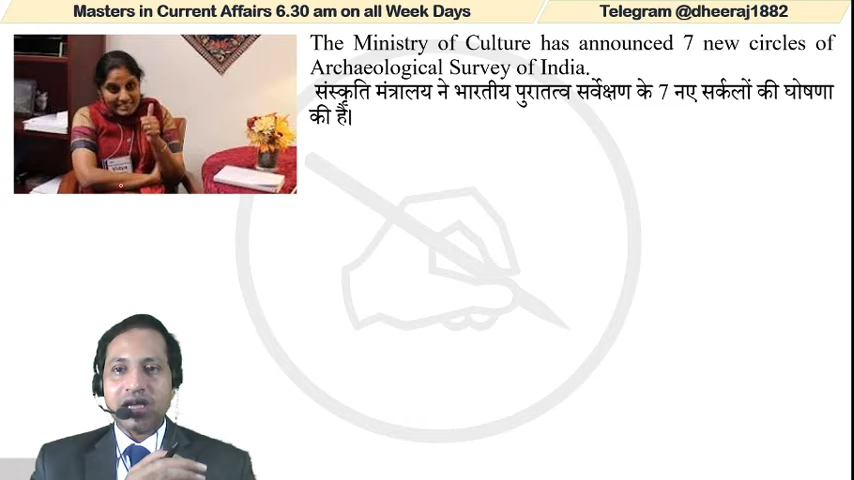 Masters in Current Affairs 6.30 am on all Week Days
Telegram @dheeraj1882
The Ministry of Culture has announced 7 new circles of
Archaeological Survey of India.
संस्कृति मंत्रालय ने भारतीय पुरातत्व सर्वेक्षण के 7 नए सर्कलों की घोषणा
की है।
Vidya